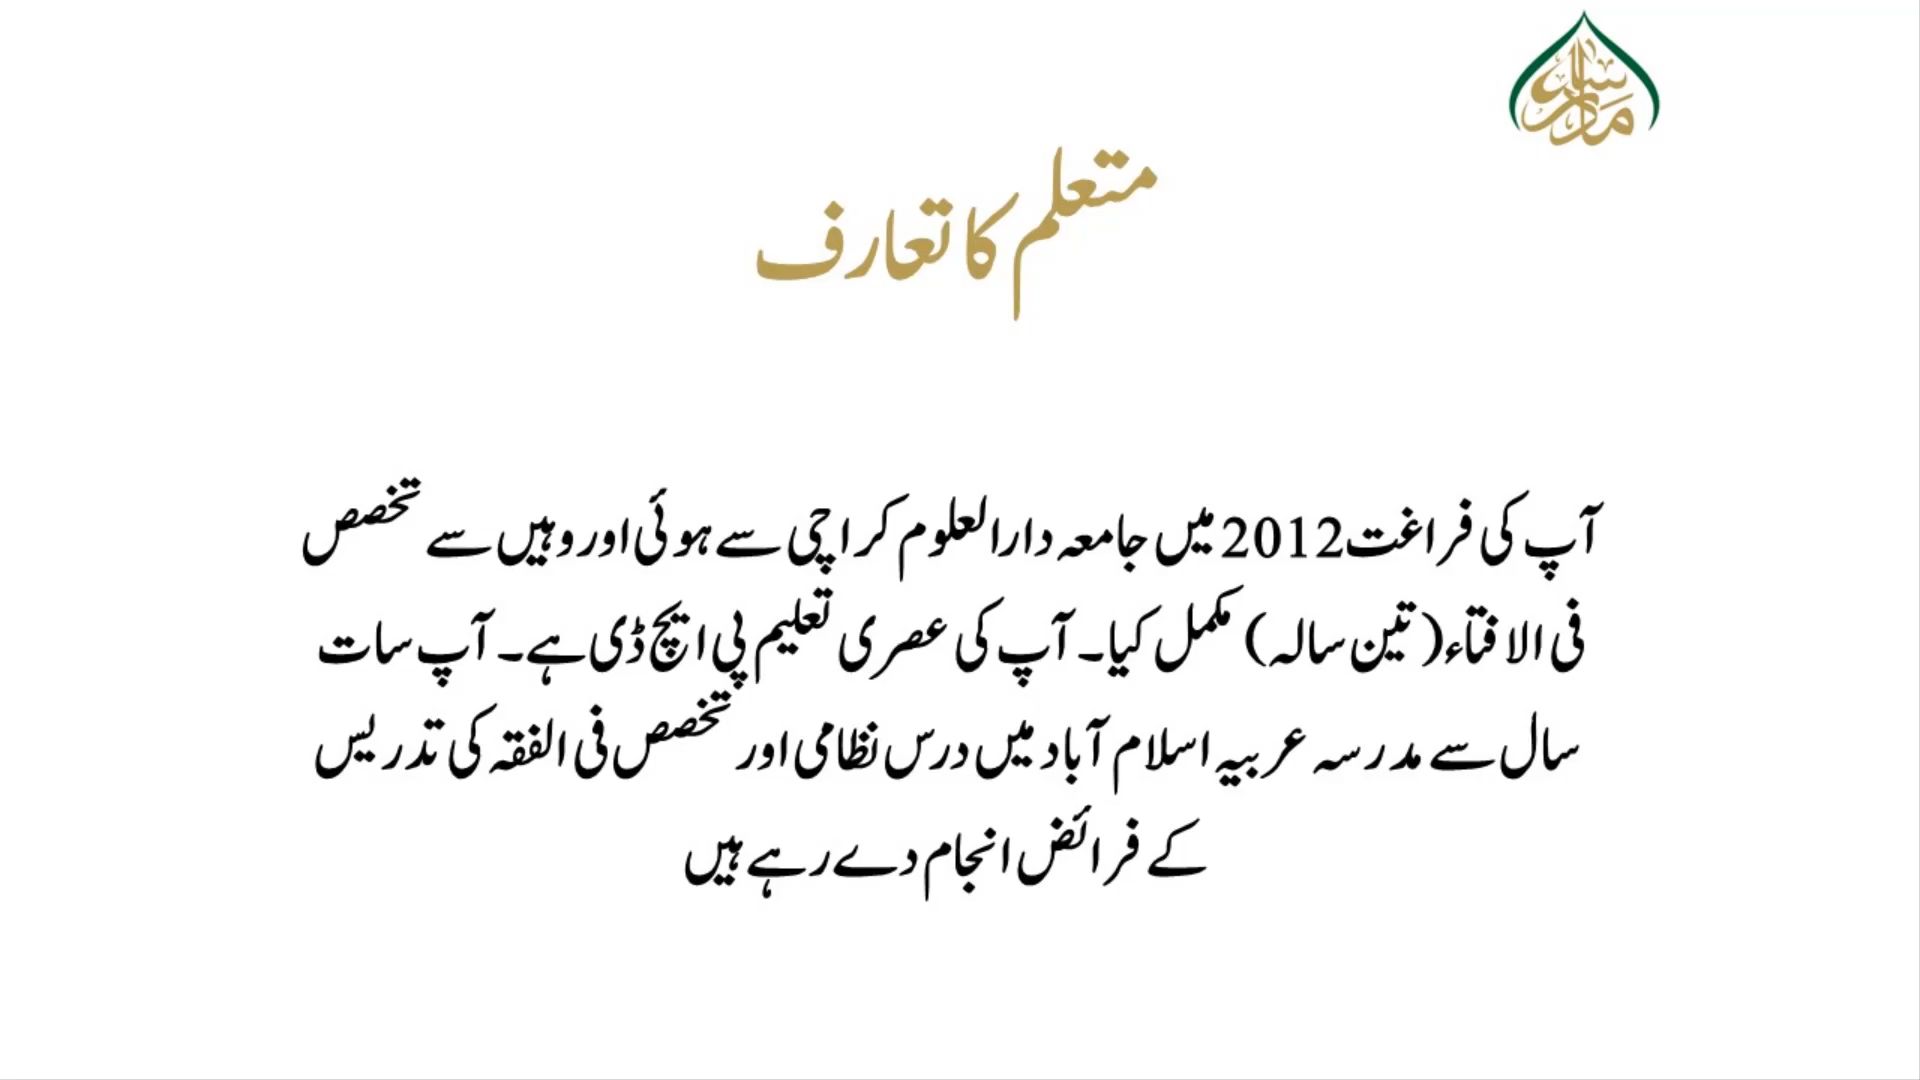 متعلم کا تعارف
آپ کی فراغت2012 میں جامعہ دارالعلوم کراچی سے ہوئی اور وہیں سے تخصص
فی الافتاء(تین سالہ) مکمل کیا۔ آپ کی عصری تعلیم پی ایچ ڈی ہے۔ آپ سات
سال سے مدرسہ عربیہ اسلام آباد میں درس نظامی اور تخصص فی الفقہ کی تدریس
کے فرائض انجام دے رہے ہیں